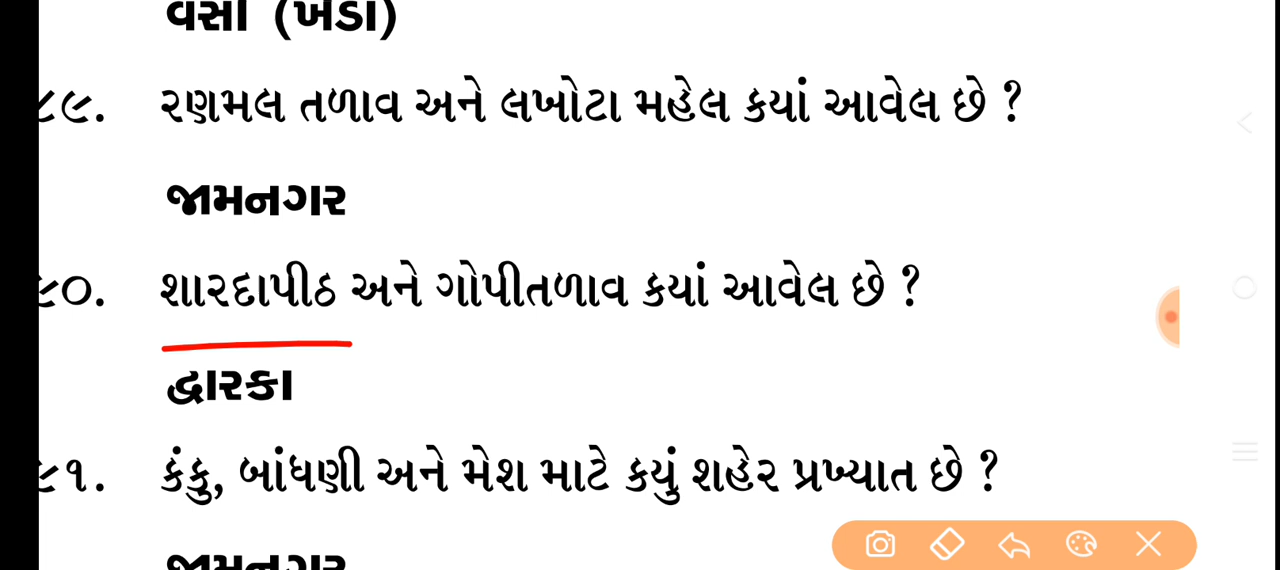 વસો (ખેડા)
૮૯. રણમલ તળાવ અને લખોટા મહેલ કયાં આવેલ છે ?
જામનગર
૯૦. શારદાપીઠ અને ગોપીતળાવ કયાં આવેલ છે ?
દ્વારકા
૯૧. કંકુ, બાંધણી અને મેશ માટે કયું શહેર પ્રખ્યાત છે ?
જામનગર